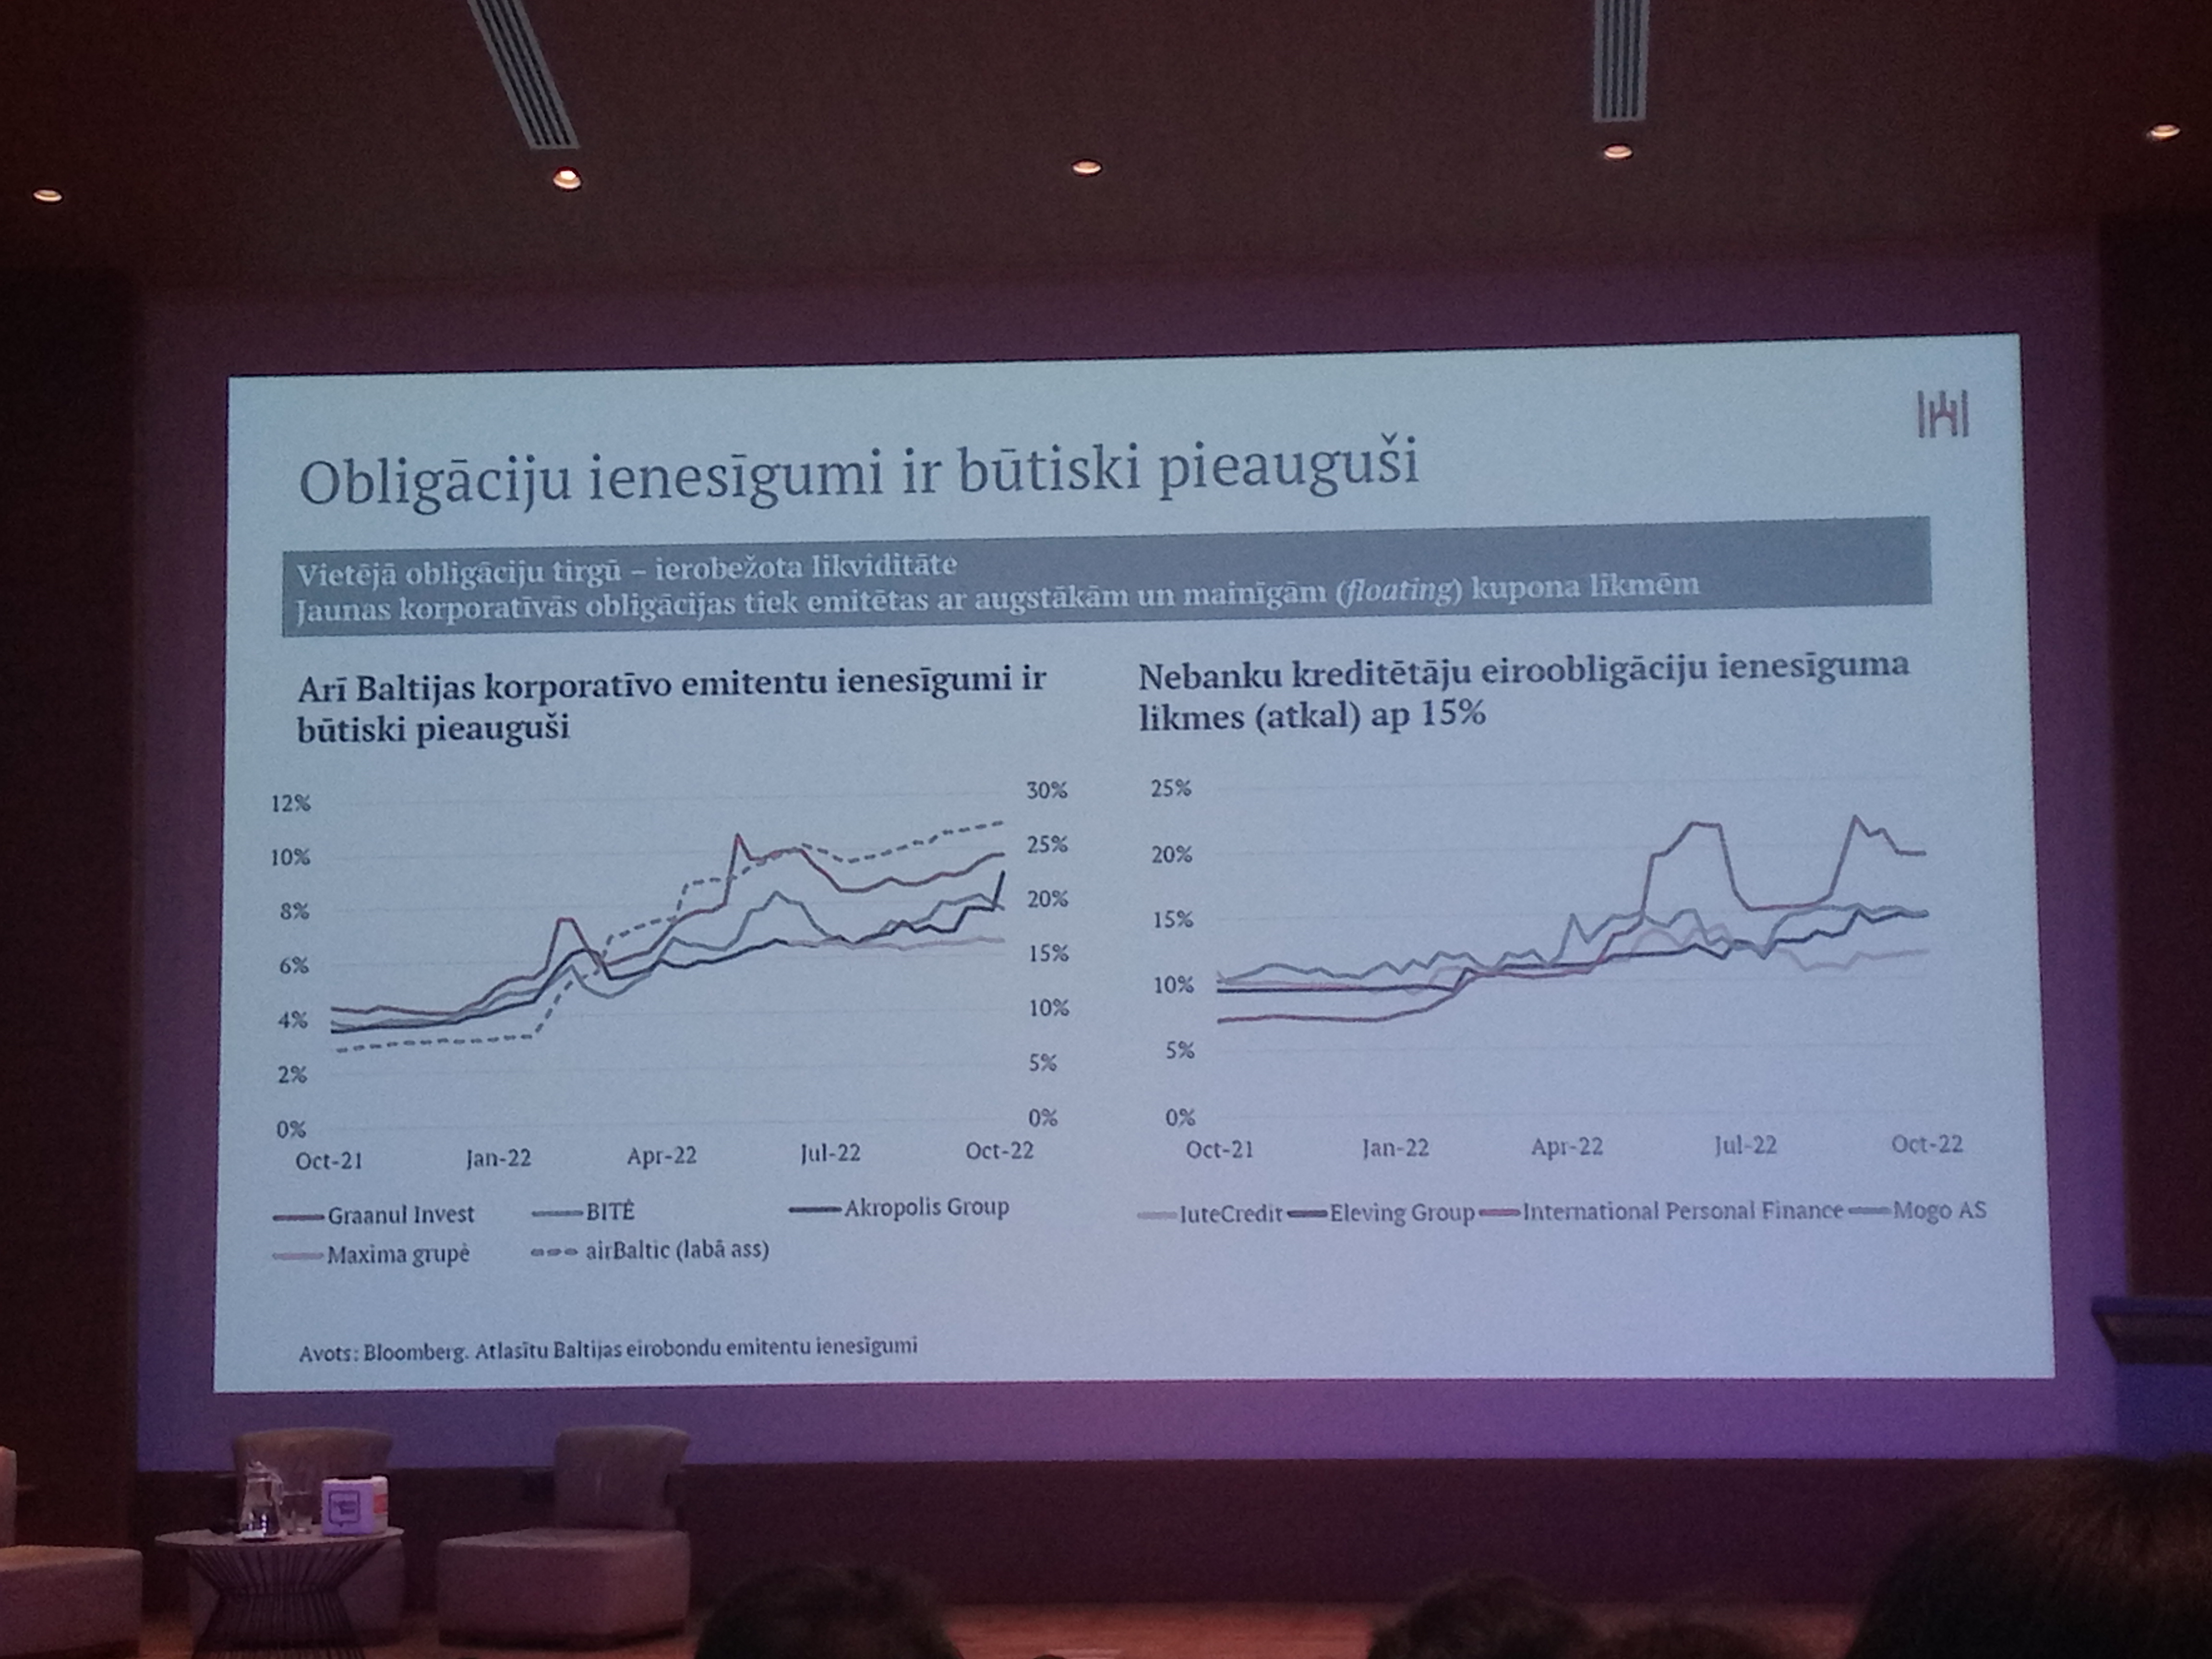 Obligāciju ienesīgumi ir būtiski pieauguši
Vietējā obligāciju tirgū – ierobežota likviditāte
Jaunas korporatīvās obligācijas tiek emitētas ar augstākām un mainīgām (floating) kupona likmēm
Arī Baltijas korporatīvo emitentu ienesīgumi ir
būtiski pieauguši
12%
10%
8%
6%
4%
2%
0%
30%
25%
20%
15%
10%
5%
0%
Oct-21 Jan-22 Apr-22 Jul-22 Oct-22
Graanul Invest BITĖ Akropolis Group
Maxima grupė airBaltic (labā ass)
Nebanku kreditētāju eiroobligāciju ienesīguma
likmes (atkal) ap 15%
25%
20%
15%
10%
5%
0%
Oct-21 Jan-22 Apr-22 Jul-22 Oct-22
IuteCredit Eleving Group International Personal Finance Mogo AS
Avots: Bloomberg. Atlasītu Baltijas eirobondu emitentu ienesīgumi